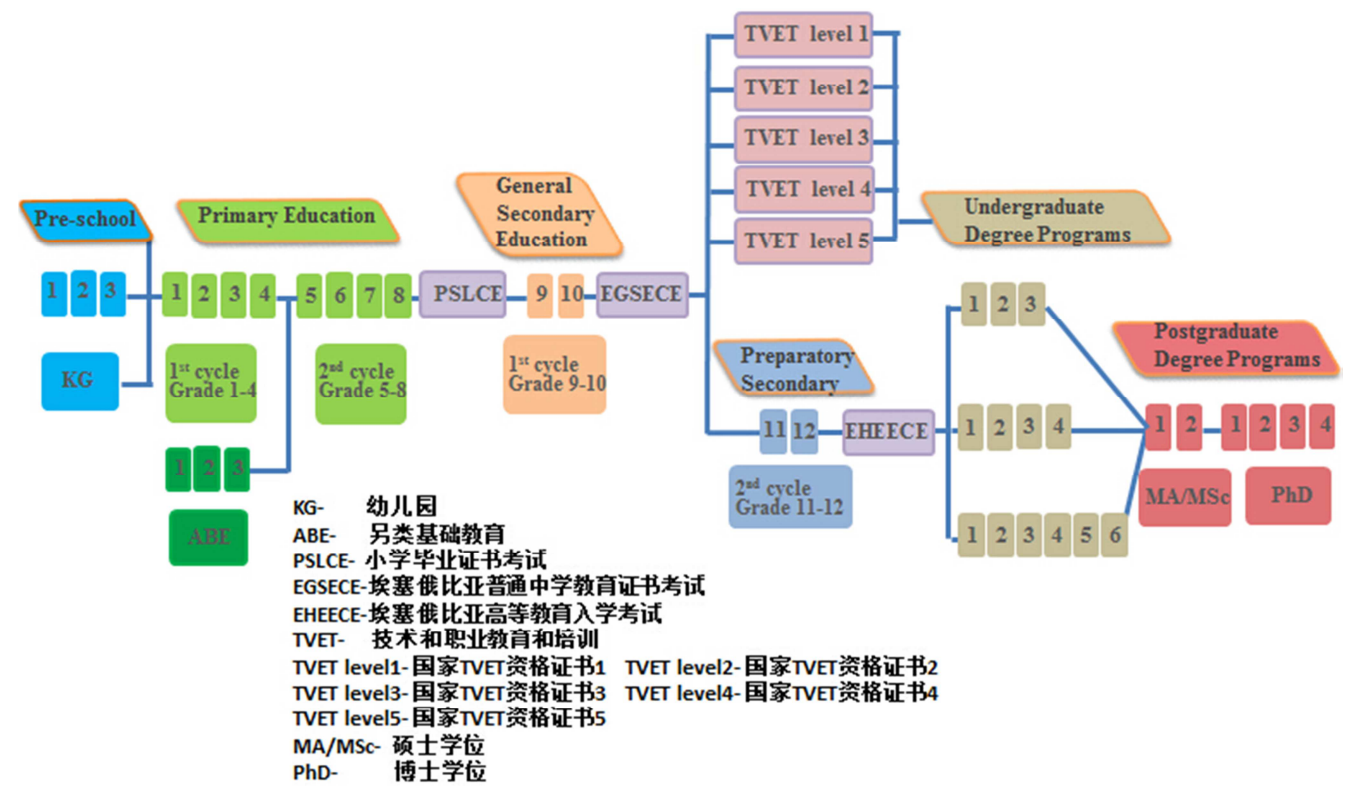 TVET level 1
TVET level 2
TVET level 3
TVET level 4
TVET level 5
General
Secondary
Education
Pre-school
Primary Education
Undergraduate
Degree Programs
1 2 3
1 2 3 4
5 6 7 8
PSLCE
9 10
EGSECE
1 2 3
Postgraduate
Degree Programs
KG
1st cycle
Grade 1-4
2nd cycle
Grade 5-8
1st cycle
Grade 9-10
Preparatory
Secondary
11 12
EHEECE
1 2 3 4
1 2
1 2 3 4
1 2 3
ABE
2nd cycle
Grade 11-12
MA/MSc
PhD
1 2 3 4 5 6
KG- 幼儿园
ABE- 另类基础教育
PSLCE- 小学毕业证书考试
EGSECE-埃塞俄比亚普通中学教育证书考试
EHEECE-埃塞俄比亚高等教育入学考试
TVET- 技术和职业教育和培训
TVET level1-国家TVET资格证书1 TVET level2-国家TVET资格证书2
TVET level3-国家TVET资格证书3 TVET level4-国家TVET资格证书4
TVET level5-国家TVET资格证书5
MA/MSc- 硕士学位
PhD- 博士学位